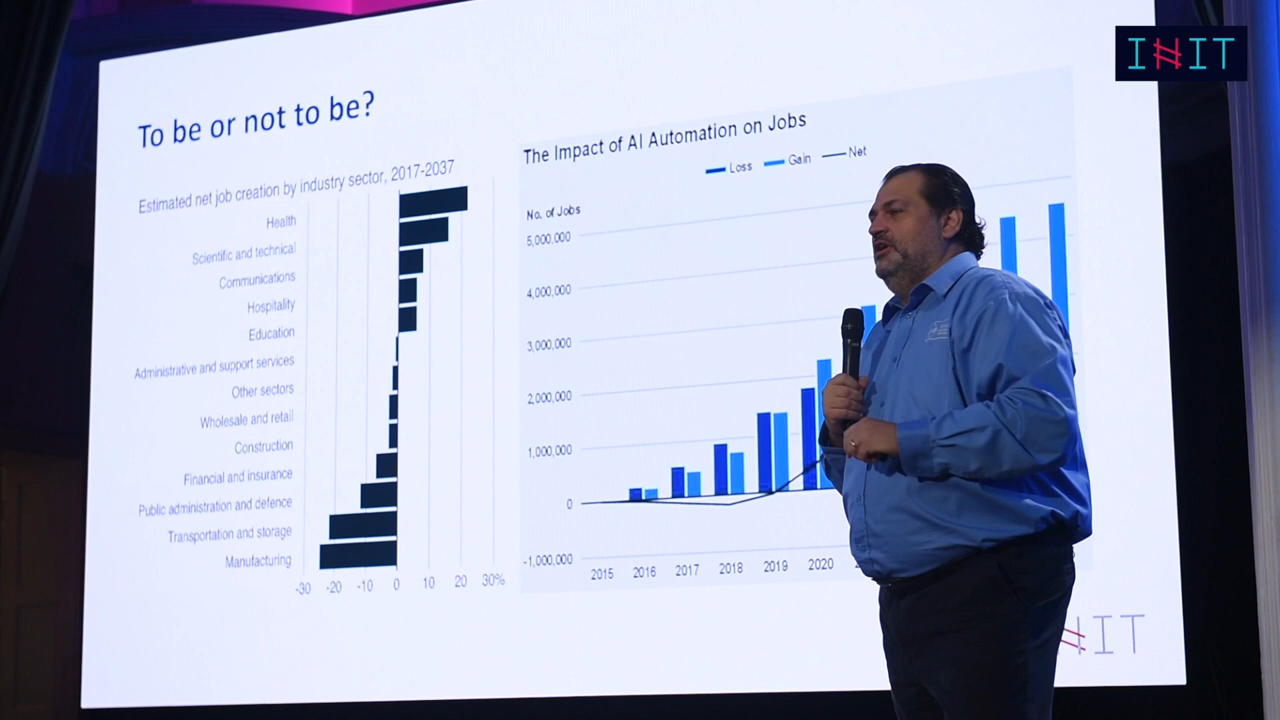 INIT
To be or not to be?
Estimated net job creation by industry sector, 2017-2037
Health
Scientific and technical
Communications
Hospitality
Education
Administrative and support services
Other sectors
Wholesale and retail
Construction
Financial and insurance
Public administration and defence
Transportation and storage
Manufacturing
-30 -20 -10 0 10 20 30%
The Impact of AI Automation on Jobs
Loss Gain Net
No. of Jobs
5,000,000
4,000,000
3,000,000
2,000,000
1,000,000
0
-1,000,000
2015 2016 2017 2018 2019 2020
IT